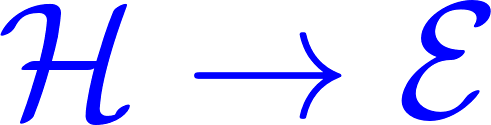 ℋ → ℰ